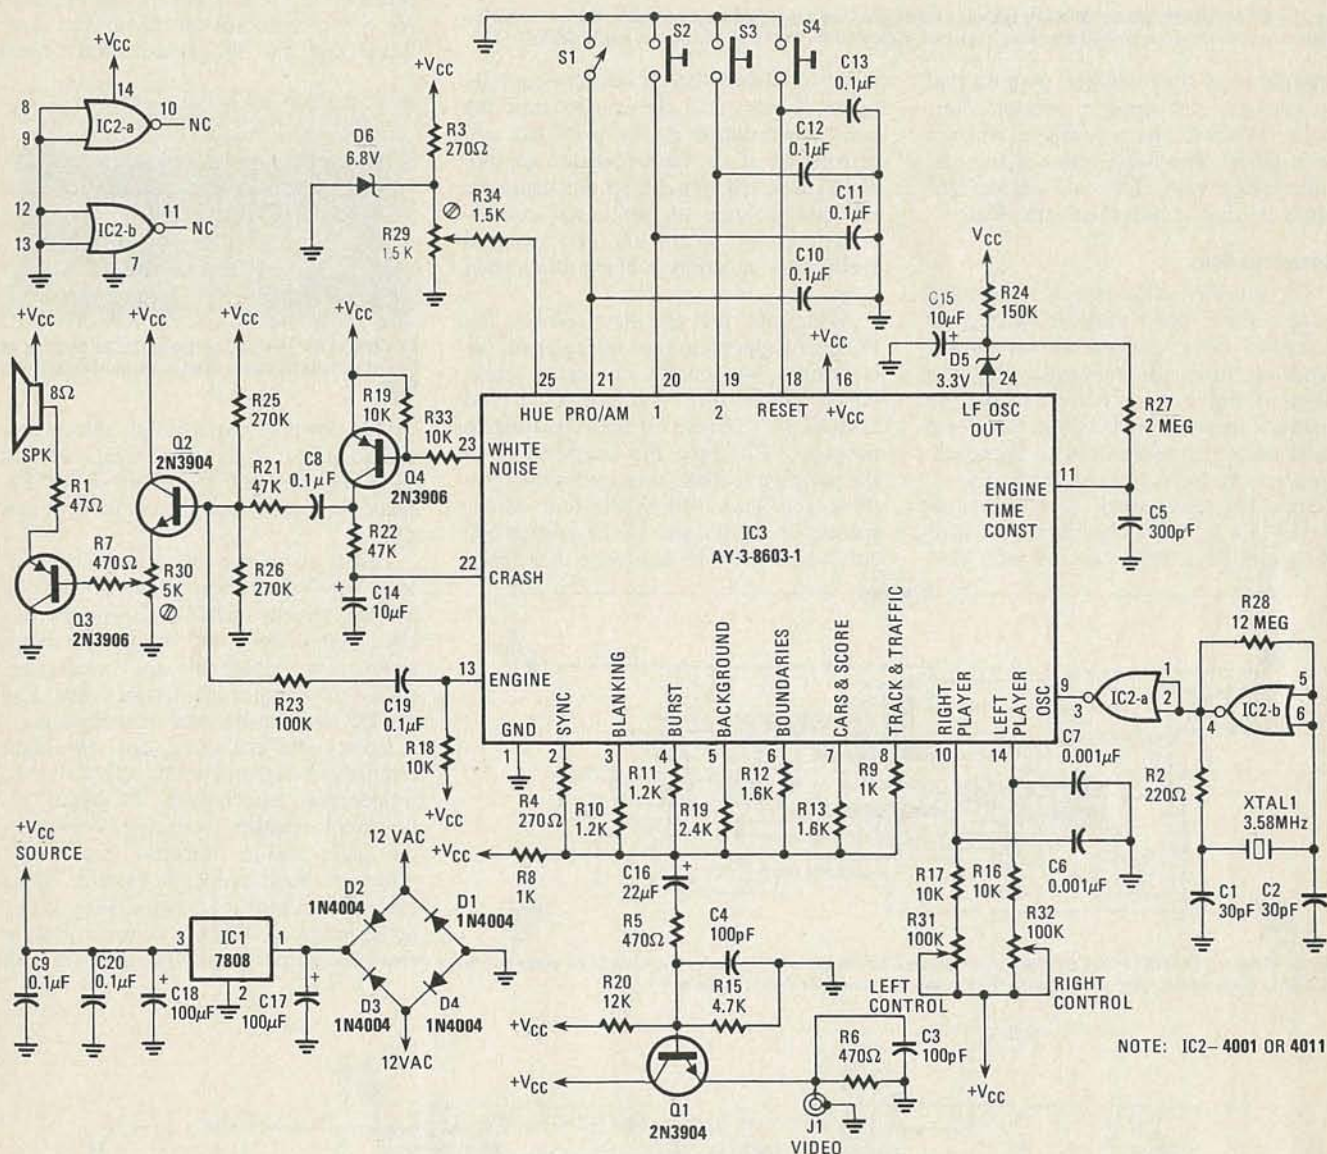 +VCC
14
8
9
IC2-a
10
NC
12
13
IC2-b
11
NC
7
+VCC
R3
270Ω
D6
6.8V
R34
1.5K
R29
1.5K
S1
S2
S3
S4
C13
0.1µF
C12
0.1µF
C11
0.1µF
C10
0.1µF
VCC
R24
150K
C15
10µF
+
D5
3.3V
24
+VCC
16
18
19
20
21
25
HUE
PRO/AM
1
2
RESET
+VCC
LF OSC
OUT
R27
2 MEG
11
ENGINE
TIME
CONST
C5
300pF
+VCC
+VCC
+VCC
+VCC
8Ω
SPK
R1
47Ω
Q2
2N3904
R25
270K
R21
47K
C8
0.1µF
R19
10K
R33
10K
23
WHITE
NOISE
Q4
2N3906
R22
47K
22
CRASH
+
C14
10µF
R7
470Ω
R30
5K
R26
270K
Q3
2N3906
IC3
AY-3-8603-1
13
ENGINE
R23
100K
C19
0.1µF
R18
10K
+VCC
GND
SYNC
BLANKING
BURST
BACKGROUND
BOUNDARIES
CARS & SCORE
TRACK & TRAFFIC
RIGHT
PLAYER
LEFT
PLAYER
OSC
1
2
3
4
5
6
7
8
10
14
9
3
IC2-a
1
2
4
IC2-b
5
6
R28
12 MEG
R2
220Ω
XTAL1
3.58MHz
C1
30pF
C2
30pF
R4
270Ω
R10
1.2K
R11
1.2K
R19
2.4K
R12
1.6K
R13
1.6K
R9
1K
C7
0.001µF
C6
0.001µF
R17
10K
R16
10K
R31
100K
R32
100K
LEFT
CONTROL
RIGHT
CONTROL
+VCC
+VCC
R8
1K
C16
22µF
+
R5
470Ω
C4
100pF
R20
12K
R15
4.7K
+VCC
+VCC
Q1
2N3904
R6
470Ω
C3
100pF
J1
VIDEO
+VCC
SOURCE
12 VAC
D2
1N4004
D1
1N4004
D3
1N4004
D4
1N4004
12VAC
3
IC1
7808
1
2
C9
0.1µF
C20
0.1µF
+
C18
100µF
+
C17
100µF
NOTE: IC2– 4001 OR 4011